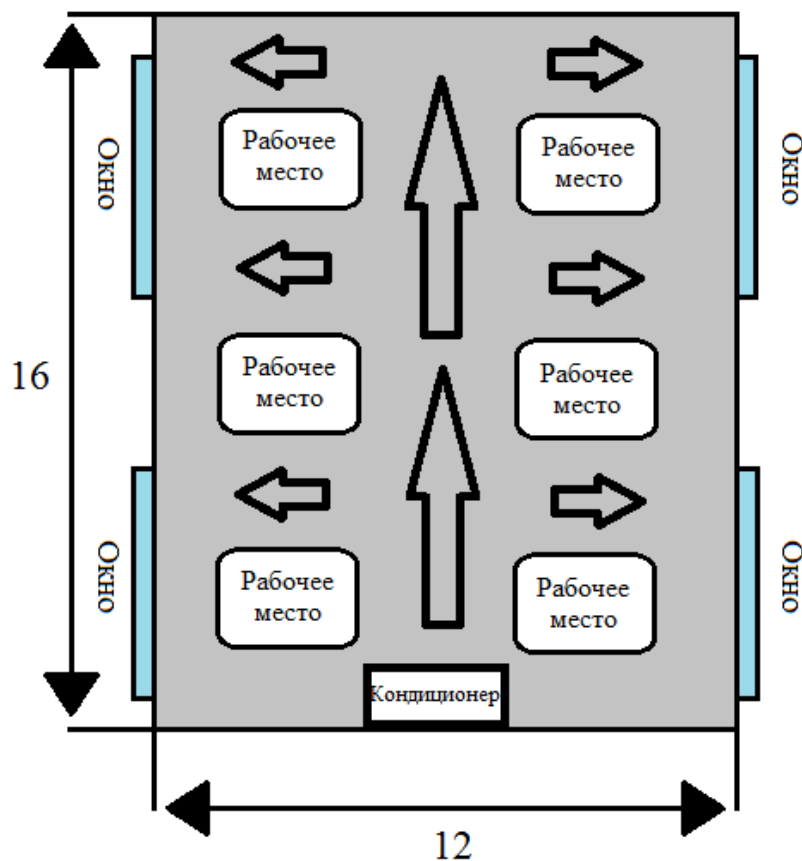 Рабочее
место
Рабочее
место
Окно
Окно
16
Рабочее
место
Рабочее
место
Окно
Окно
Рабочее
место
Рабочее
место
Кондиционер
12